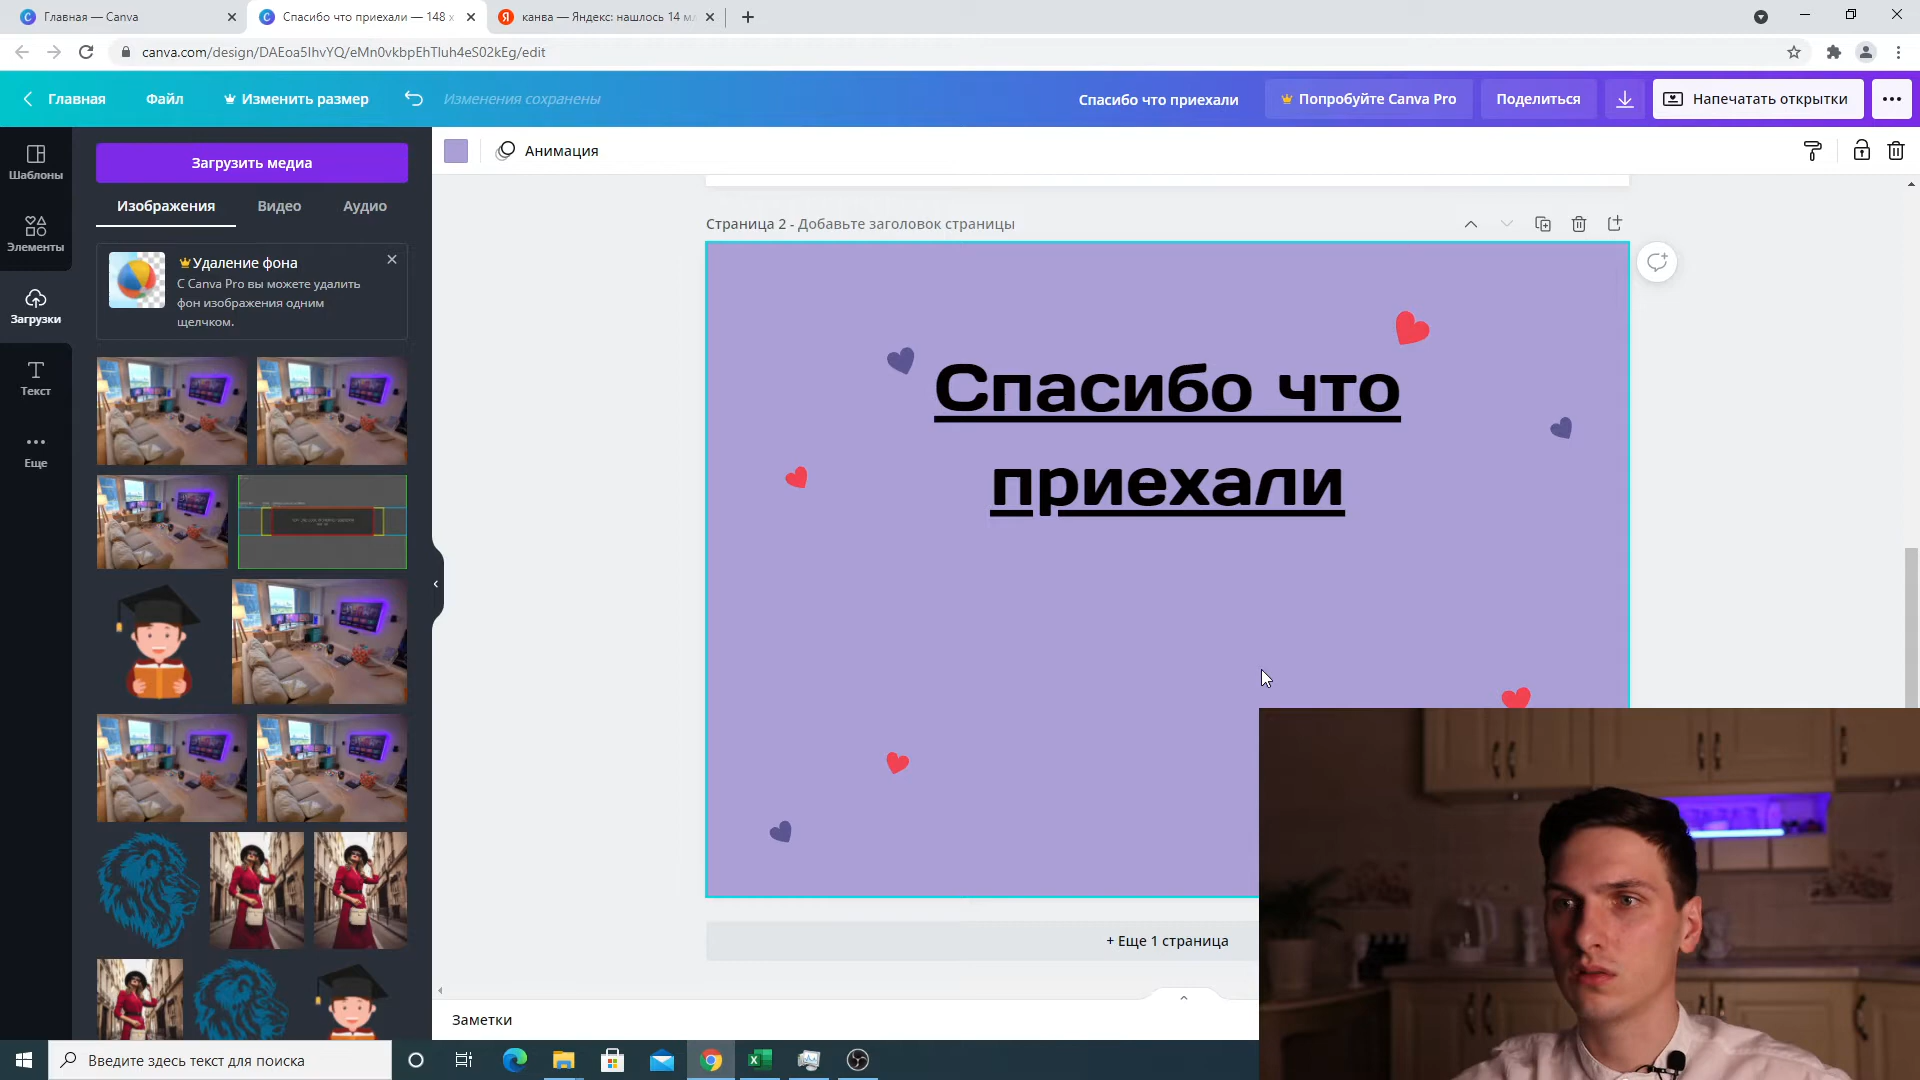 Главная — Canva
Спасибо что приехали — 148 x
канва — Яндекс: нашлось 14 мл
canva.com/design/DAEoa5IhvYQ/eMn0vkbpEhTluh4eS02kEg/edit
Главная
Файл
Изменить размер
Изменения сохранены
Спасибо что приехали
Попробуйте Canva Pro
Поделиться
Напечатать открытки
Шаблоны
Элементы
Загрузки
Текст
Еще
Загрузить медиа
Изображения
Видео
Аудио
Удаление фона
С Canva Pro вы можете удалить
фон изображения одним
щелчком.
Анимация
Страница 2 - Добавьте заголовок страницы
Спасибо что
приехали
+ Еще 1 страница
Заметки
Введите здесь текст для поиска